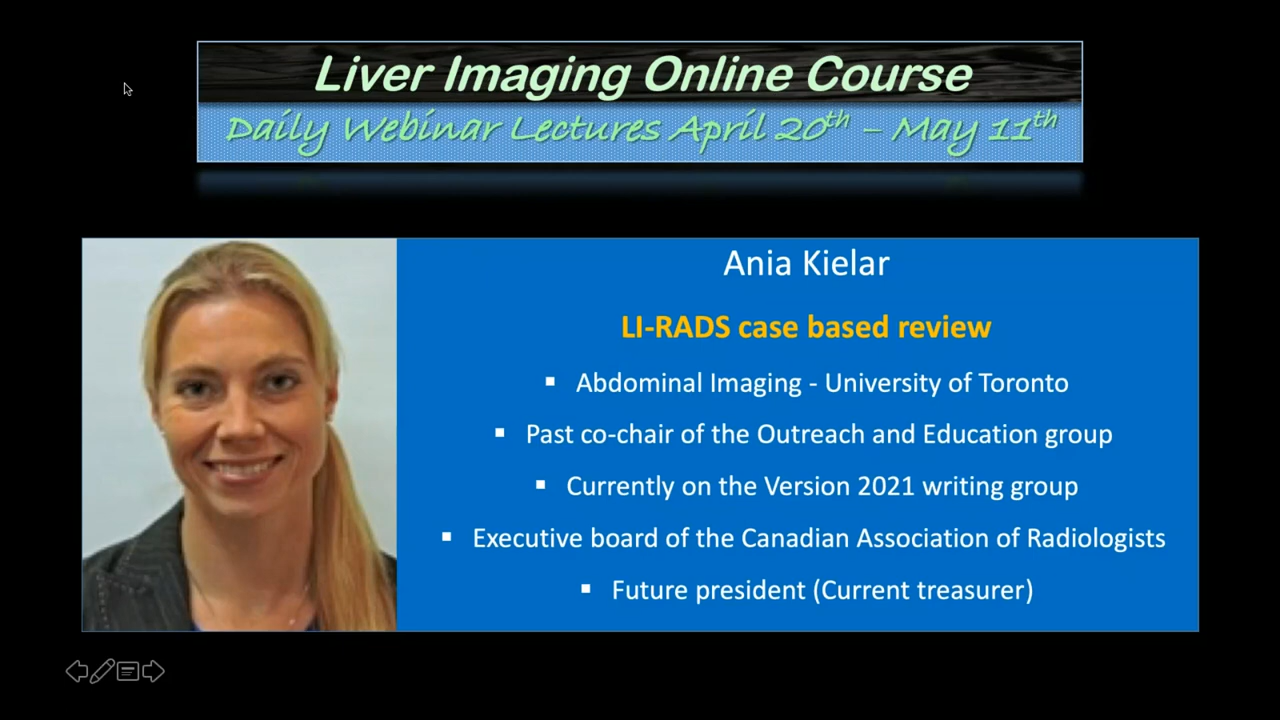 Liver Imaging Online Course
Daily Webinar Lectures April 20th – May 11th
Ania Kielar
LI-RADS case based review
▪ Abdominal Imaging - University of Toronto
▪ Past co-chair of the Outreach and Education group
▪ Currently on the Version 2021 writing group
▪ Executive board of the Canadian Association of Radiologists
▪ Future president (Current treasurer)